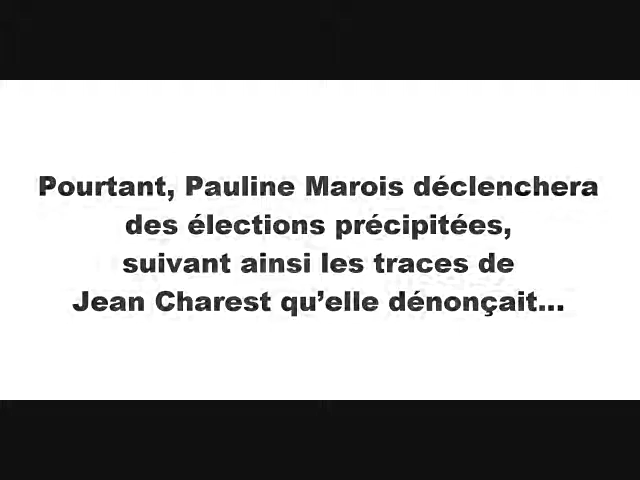 Pourtant, Pauline Marois déclenchera
des élections précipitées,
suivant ainsi les traces de
Jean Charest qu’elle dénonçait...